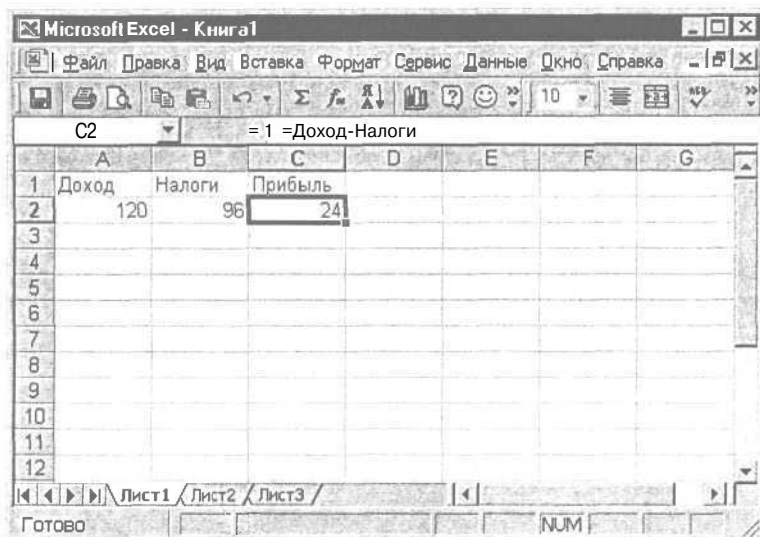 Microsoft Excel - Книга1
Файл Правка Вид Вставка Формат Сервис Данные Окно Справка
10
C2 = 1 =Доход-Налоги
A B C D E F G
1 Доход Налоги Прибыль
2 120 96 24
3
4
5
6
7
8
9
10
11
12
Лист1 Лист2 Лист3
Готово NUM